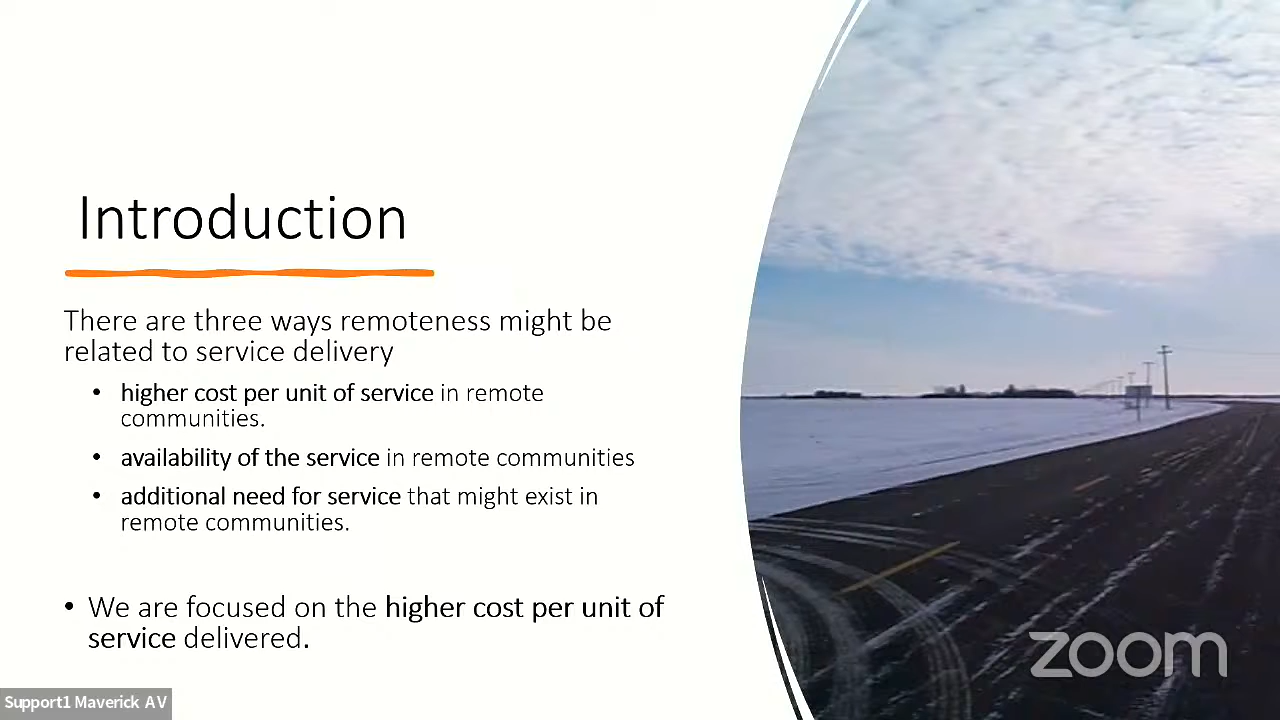 Introduction
There are three ways remoteness might be
related to service delivery
• higher cost per unit of service in remote
communities.
• availability of the service in remote communities
• additional need for service that might exist in
remote communities.
• We are focused on the higher cost per unit of
service delivered.
zoom
Support1 Maverick AV